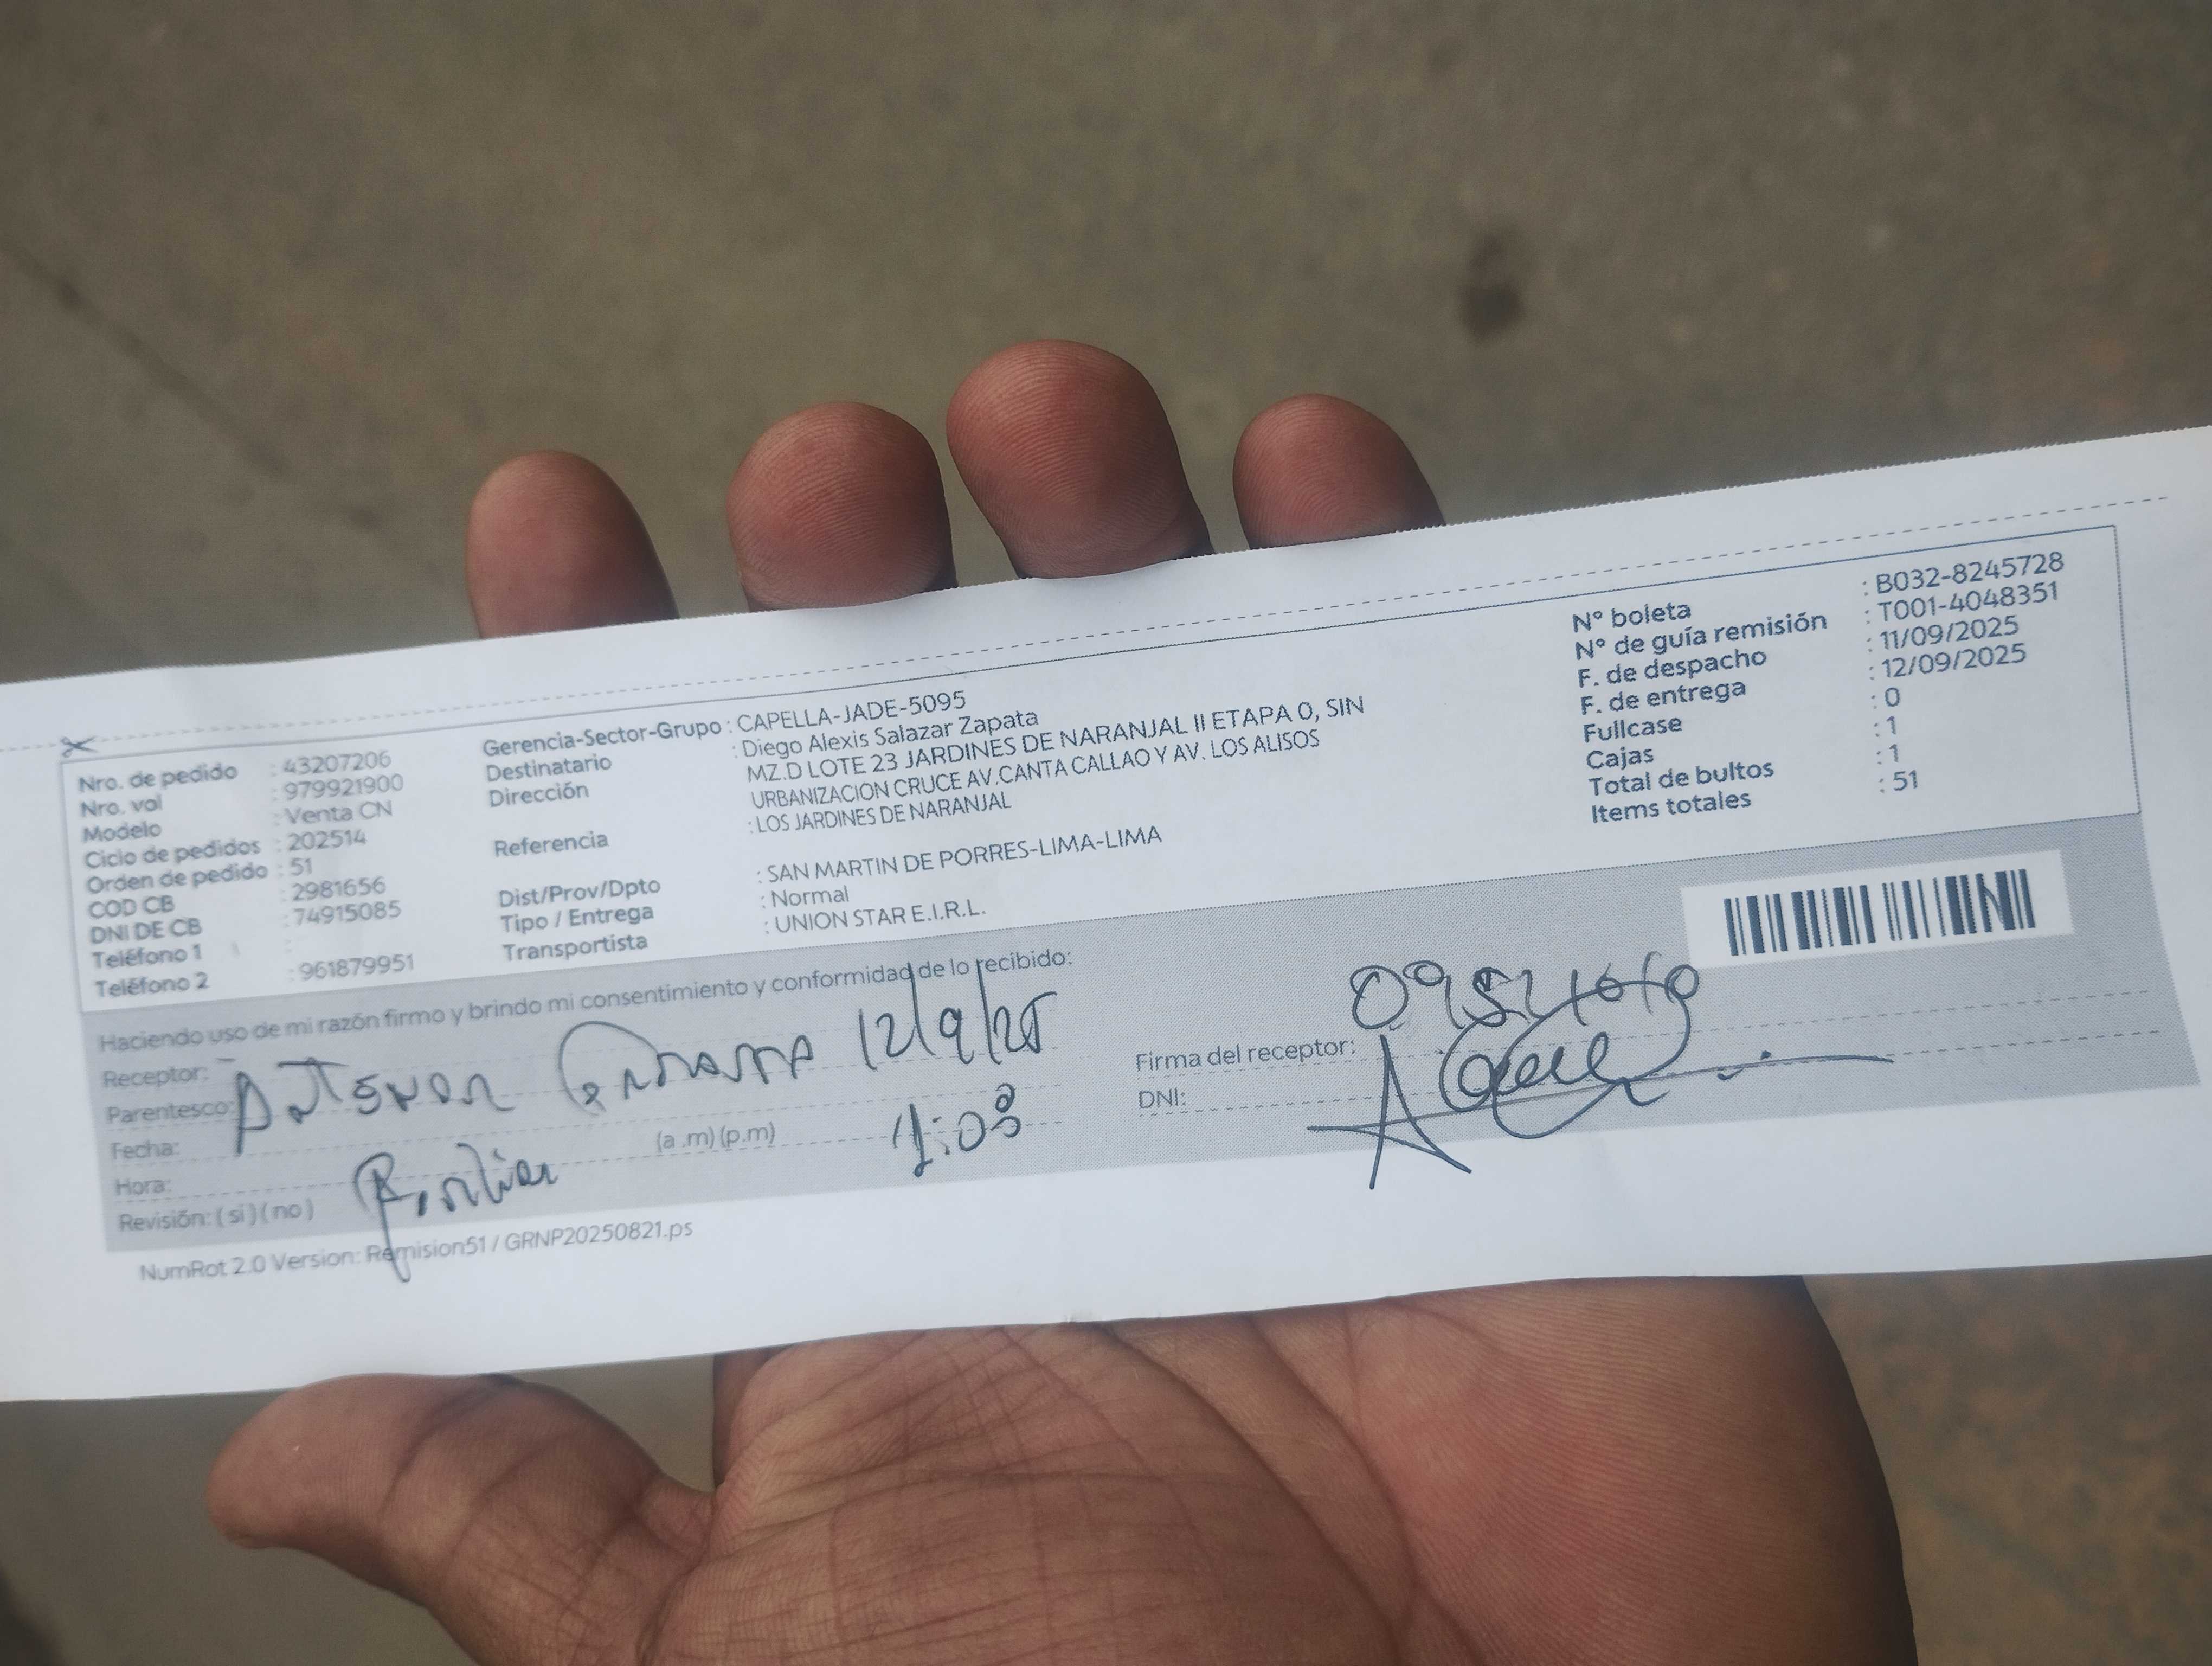 Nro. de pedido : 43207206
Nro. vol : 979921900
Modelo : Venta CN
Ciclo de pedidos : 202514
Orden de pedido : 51
COD CB : 2981656
DNI DE CB : 74915085
Teléfono 1 :
Teléfono 2 : 961879951
Gerencia-Sector-Grupo : CAPELLA-JADE-5095
Destinatario : Diego Alexis Salazar Zapata
Dirección MZ.D LOTE 23 JARDINES DE NARANJAL II ETAPA 0, SIN
URBANIZACION CRUCE AV.CANTA CALLAO Y AV. LOS ALISOS
Referencia : LOS JARDINES DE NARANJAL
Dist/Prov/Dpto : SAN MARTIN DE PORRES-LIMA-LIMA
Tipo / Entrega : Normal
Transportista : UNION STAR E.I.R.L.
N° boleta : B032-8245728
N° de guía remisión : T001-4048351
F. de despacho : 11/09/2025
F. de entrega : 12/09/2025
Fullcase : 0
Cajas : 1
Total de bultos : 1
Items totales : 51
Haciendo uso de mi razón firmo y brindo mi consentimiento y conformidad de lo recibido:
Receptor:
Parentesco:
12/9/25
Fecha:
Hora: (a .m) (p.m) 1:08
Revisión: ( si ) ( no )
Firma del receptor:
DNI:
NumRot 2.0 Version: Remision51 / GRNP20250821.ps